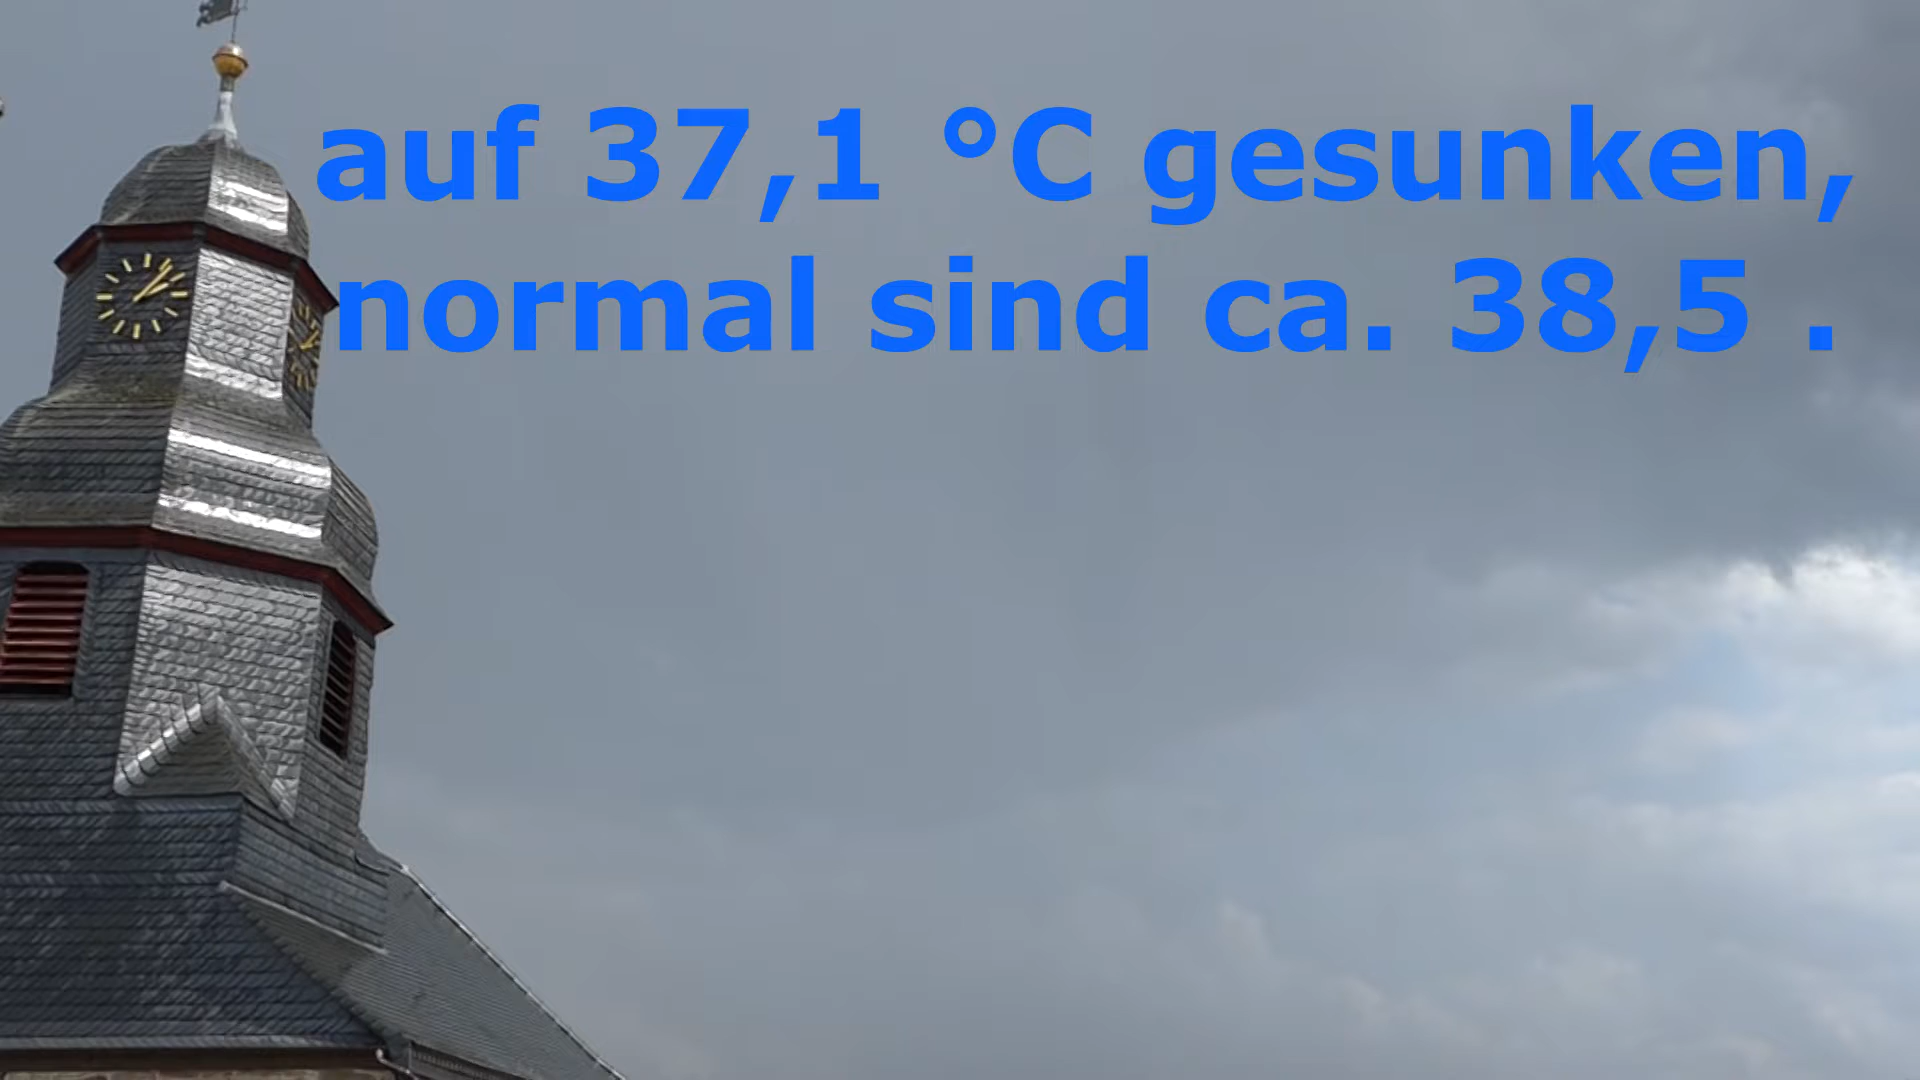 auf 37,1 °C gesunken,
normal sind ca. 38,5 .